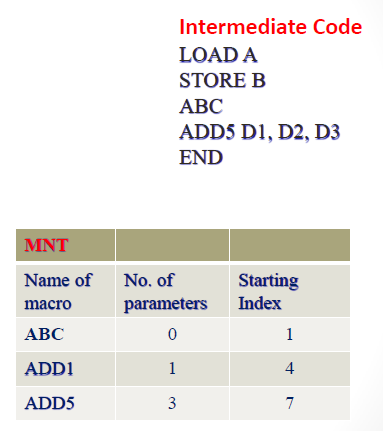 Intermediate Code
LOAD A
STORE B
ABC
ADD5 D1, D2, D3
END
MNT
Name of macro No. of parameters Starting Index
ABC 0 1
ADD1 1 4
ADD5 3 7